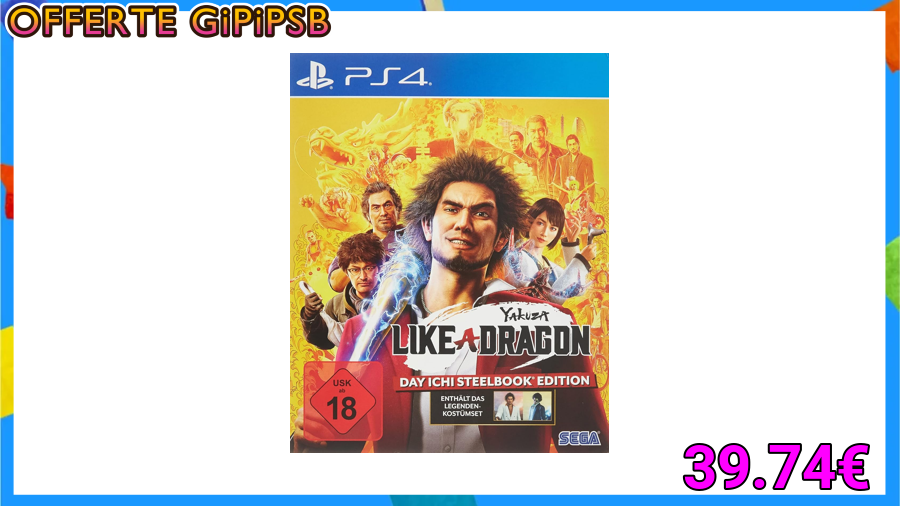 OFFERTE GiPiPSB
PS4
YAKUZA
LIKE A DRAGON
DAY ICHI STEELBOOK® EDITION
ENTHÄLT DAS
LEGENDEN-
KOSTÜMSET
USK
ab
18
SEGA
39.74€